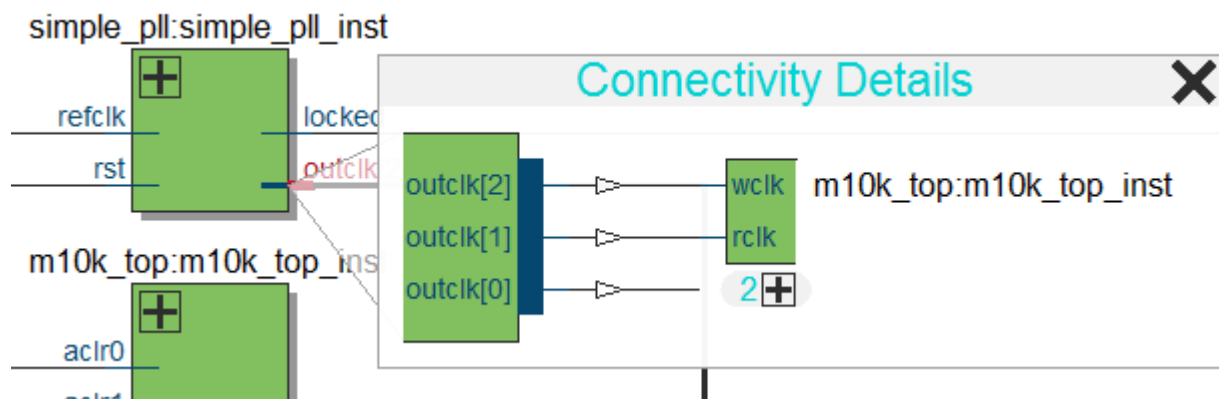 simple_pll:simple_pll_inst
Connectivity Details
refclk
locked
rst
outclk
outclk[2]
wclk
m10k_top:m10k_top_inst
outclk[1]
rclk
m10k_top:m10k_top_ins
outclk[0]
2
aclr0